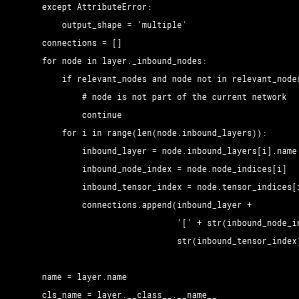 except AttributeError:
output_shape = 'multiple'
connections = []
for node in layer._inbound_nodes:
if relevant_nodes and node not in relevant_nodes
# node is not part of the current network
continue
for i in range(len(node.inbound_layers)):
inbound_layer = node.inbound_layers[i].name
inbound_node_index = node.node_indices[i]
inbound_tensor_index = node.tensor_indices[i
connections.append(inbound_layer +
'[' + str(inbound_node_in
str(inbound_tensor_index)
name = layer.name
cls_name = layer.__class__.__name__